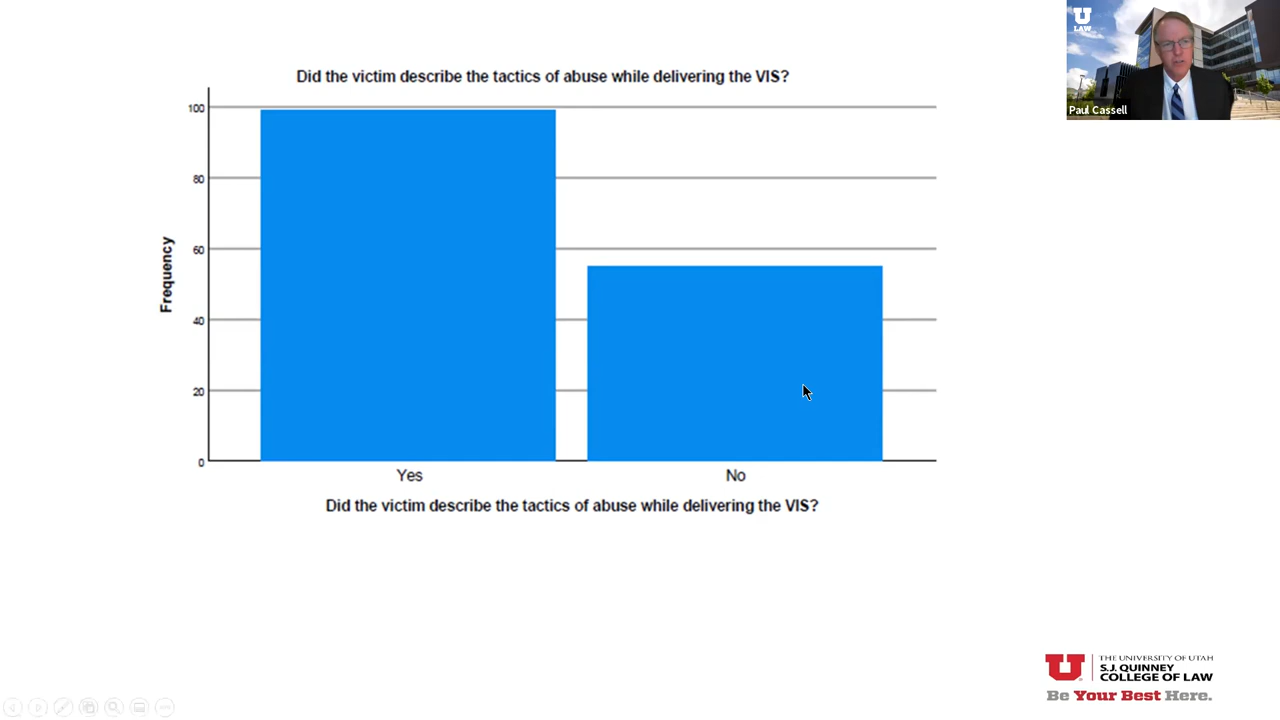 Did the victim describe the tactics of abuse while delivering the VIS?
100
80
60
40
20
0
Frequency
Yes
No
Did the victim describe the tactics of abuse while delivering the VIS?
U
LAW
Paul Cassell
U
THE UNIVERSITY OF UTAH
S.J. QUINNEY
COLLEGE OF LAW
Be Your Best Here.